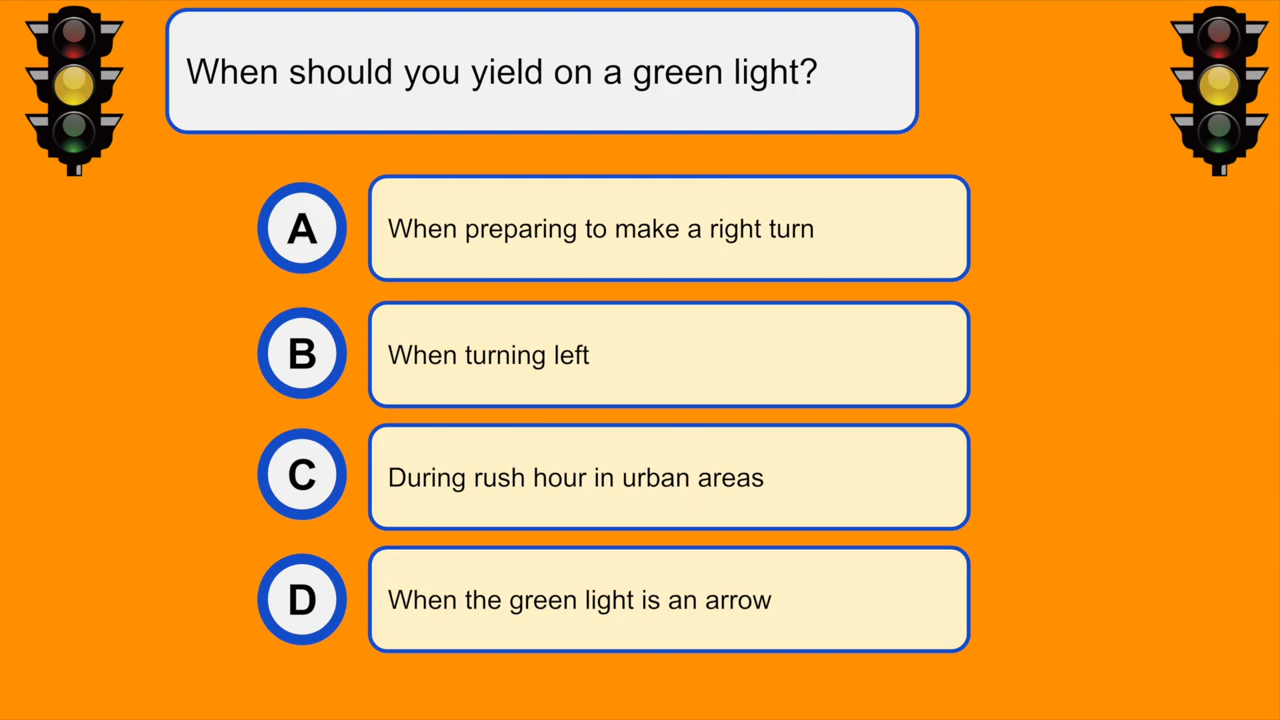 When should you yield on a green light?
A
When preparing to make a right turn
B
When turning left
C
During rush hour in urban areas
D
When the green light is an arrow